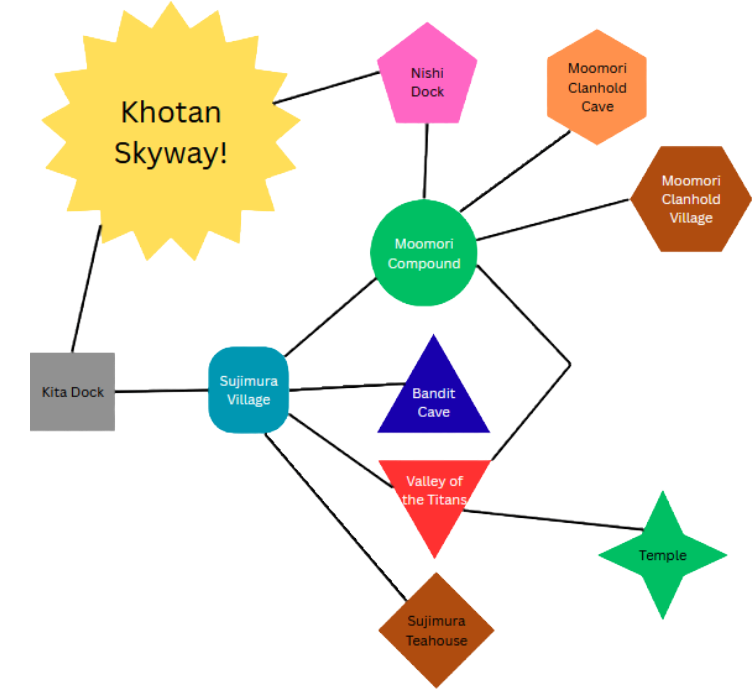 Khotan
Skyway!
Nishi
Dock
Moomori
Clanhold
Cave
Moomori
Clanhold
Village
Moomori
Compound
Kita Dock
Sujimura
Village
Bandit
Cave
Valley of
the Titans
Temple
Sujimura
Teahouse